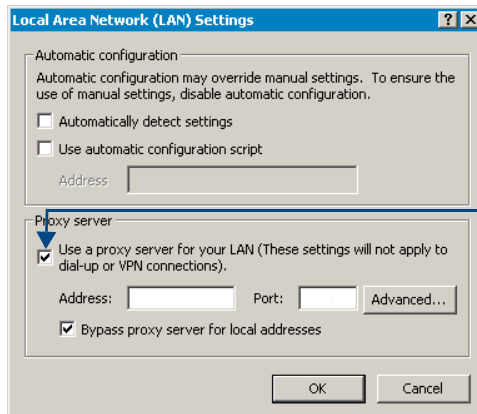 Local Area Network (LAN) Settings
Automatic configuration
Automatic configuration may override manual settings. To ensure the
use of manual settings, disable automatic configuration.
Automatically detect settings
Use automatic configuration script
Address
Proxy server
Use a proxy server for your LAN (These settings will not apply to
dial-up or VPN connections).
Address: Port: Advanced...
Bypass proxy server for local addresses
OK Cancel